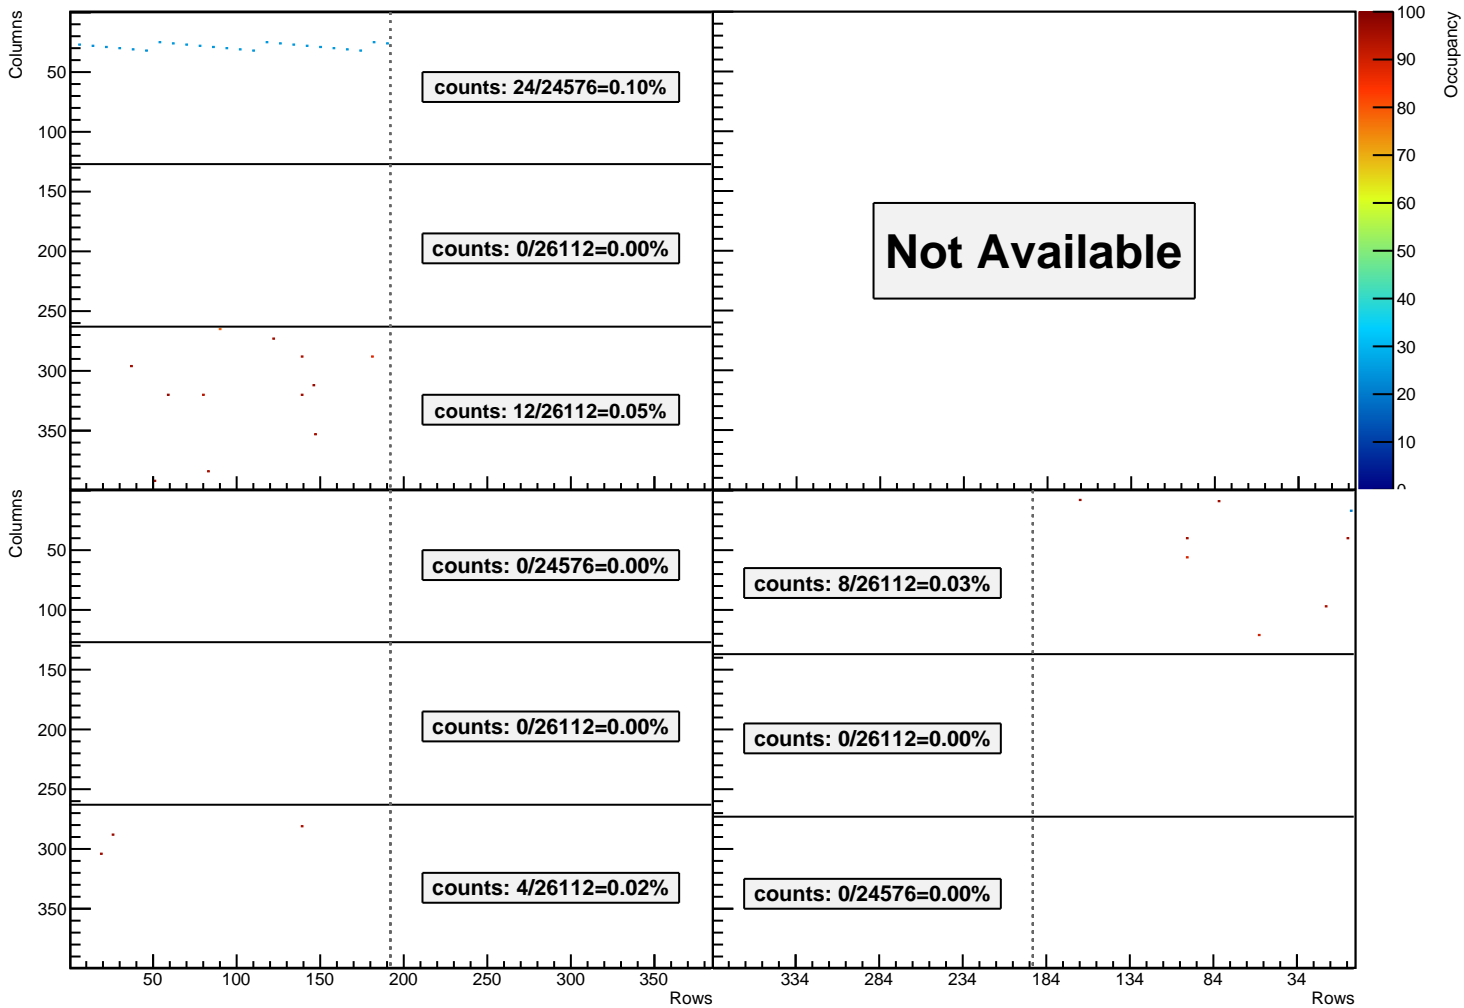 Columns
50
100
150
200
250
300
350
counts: 24/24576=0.10%
counts: 0/26112=0.00%
counts: 12/26112=0.05%
Not Available
100
90
80
70
60
50
40
30
20
10
0
Occupancy
Columns
50
100
150
200
250
300
350
counts: 0/24576=0.00%
counts: 0/26112=0.00%
counts: 4/26112=0.02%
50 100 150 200 250 300 350
Rows
counts: 8/26112=0.03%
counts: 0/26112=0.00%
counts: 0/24576=0.00%
334 284 234 184 134 84 34
Rows